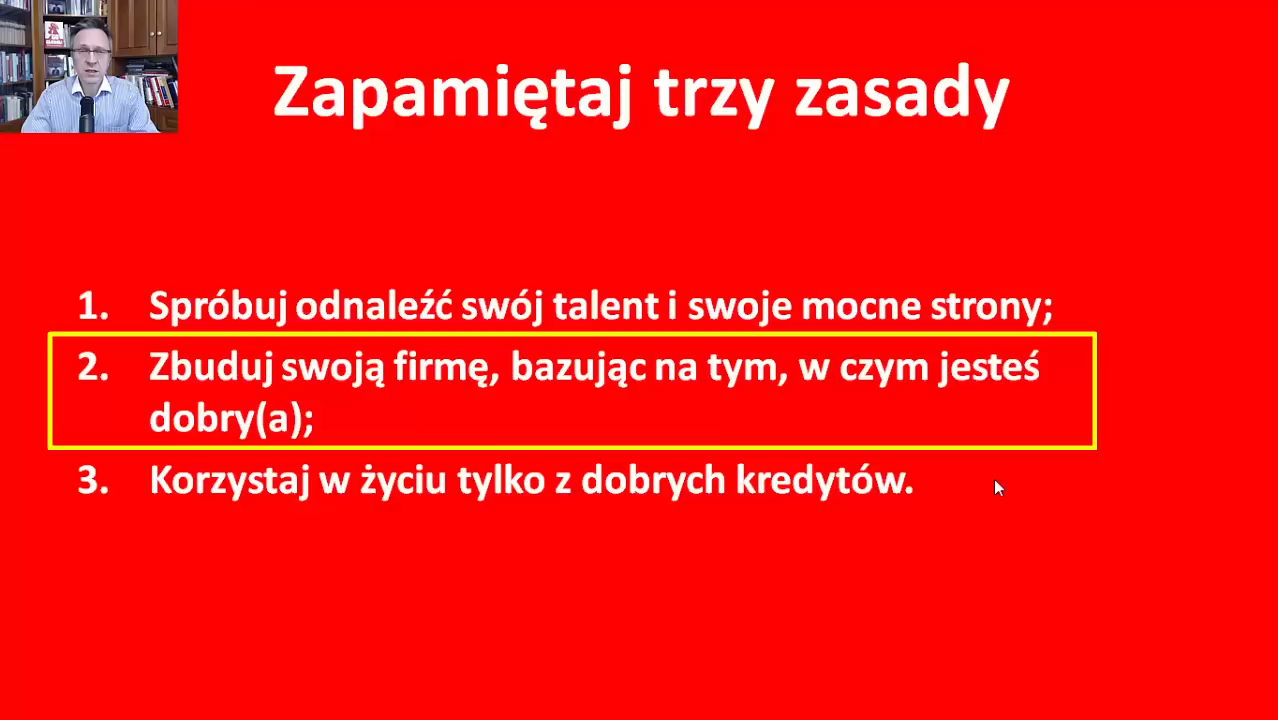 Zapamiętaj trzy zasady
1. Spróbuj odnaleźć swój talent i swoje mocne strony;
2. Zbuduj swoją firmę, bazując na tym, w czym jesteś
dobry(a);
3. Korzystaj w życiu tylko z dobrych kredytów.